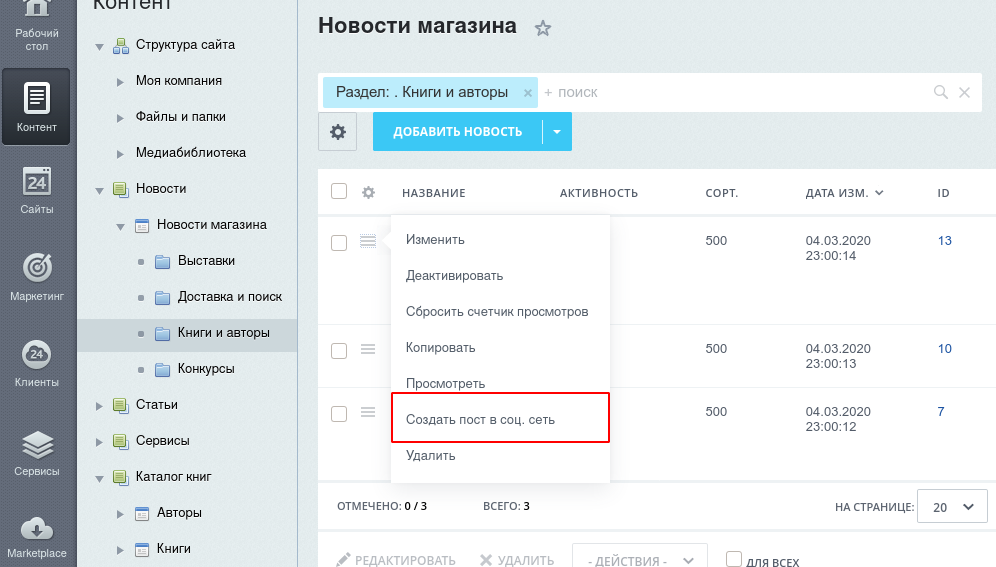 Рабочий
стол
Контент
24
Сайты
Маркетинг
24
Клиенты
Сервисы
Marketplace
Контент
Структура сайта
Моя компания
Файлы и папки
Медиабиблиотека
Новости
Новости магазина
Выставки
Доставка и поиск
Книги и авторы
Конкурсы
Статьи
Сервисы
Каталог книг
Авторы
Книги
Новости магазина
Раздел: . Книги и авторы × + поиск
ДОБАВИТЬ НОВОСТЬ
НАЗВАНИЕ АКТИВНОСТЬ СОРТ. ДАТА ИЗМ. ID
500 04.03.2020 13
23:00:14
500 04.03.2020 10
23:00:13
500 04.03.2020 7
23:00:12
Изменить
Деактивировать
Сбросить счетчик просмотров
Копировать
Просмотреть
Создать пост в соц. сеть
Удалить
ОТМЕЧЕНО: 0 / 3 ВСЕГО: 3 НА СТРАНИЦЕ: 20
РЕДАКТИРОВАТЬ УДАЛИТЬ - ДЕЙСТВИЯ - ДЛЯ ВСЕХ